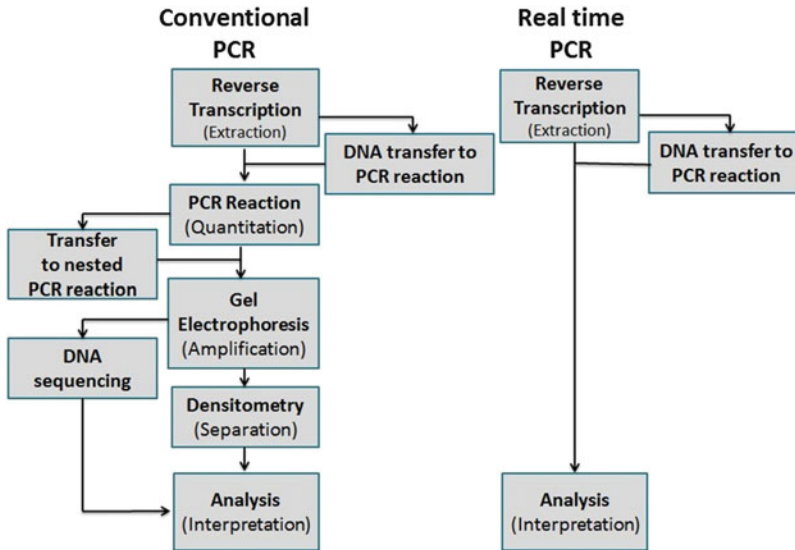 Conventional
PCR
Reverse
Transcription
(Extraction)
DNA transfer to
PCR reaction
PCR Reaction
(Quantitation)
Transfer
to nested
PCR reaction
Gel
Electrophoresis
(Amplification)
DNA
sequencing
Densitometry
(Separation)
Analysis
(Interpretation)
Real time
PCR
Reverse
Transcription
(Extraction)
DNA transfer to
PCR reaction
Analysis
(Interpretation)